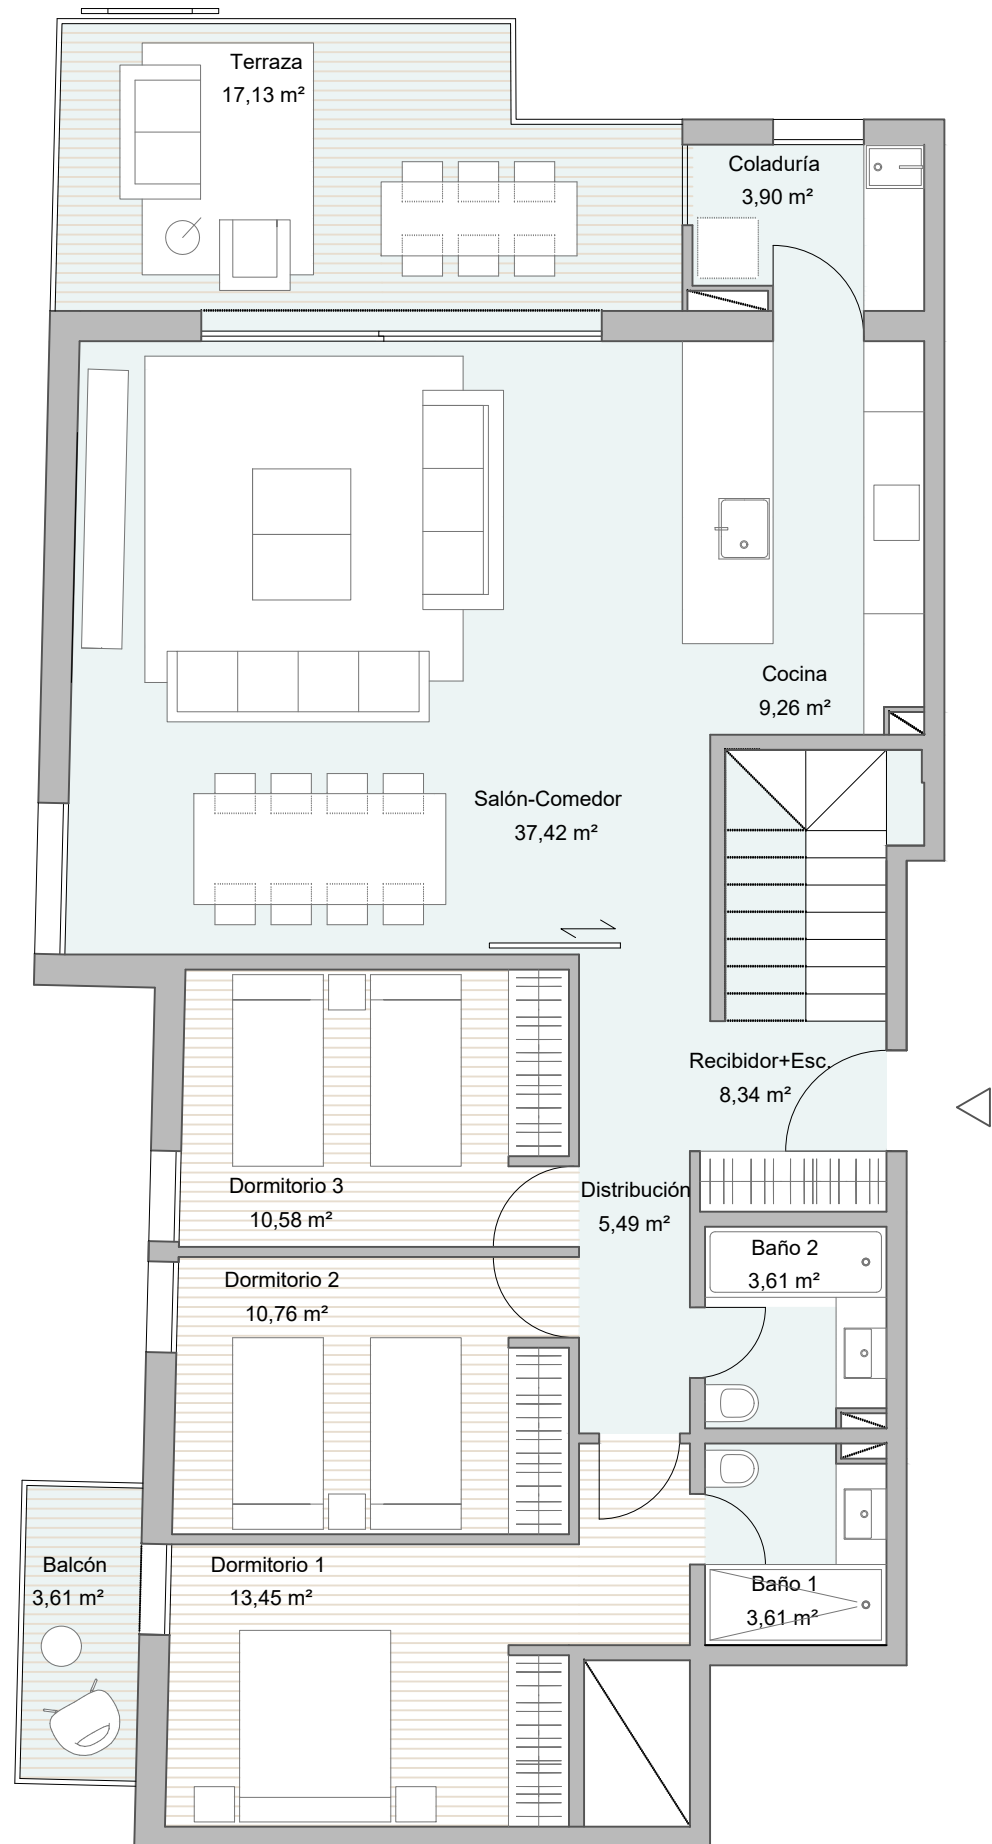 Terraza
17,13 m²
Coladuría
3,90 m²
Cocina
9,26 m²
Salón-Comedor
37,42 m²
Recibidor+Esc.
8,34 m²
Dormitorio 3
10,58 m²
Distribución
5,49 m²
Baño 2
3,61 m²
Dormitorio 2
10,76 m²
Balcón
3,61 m²
Dormitorio 1
13,45 m²
Baño 1
3,61 m²